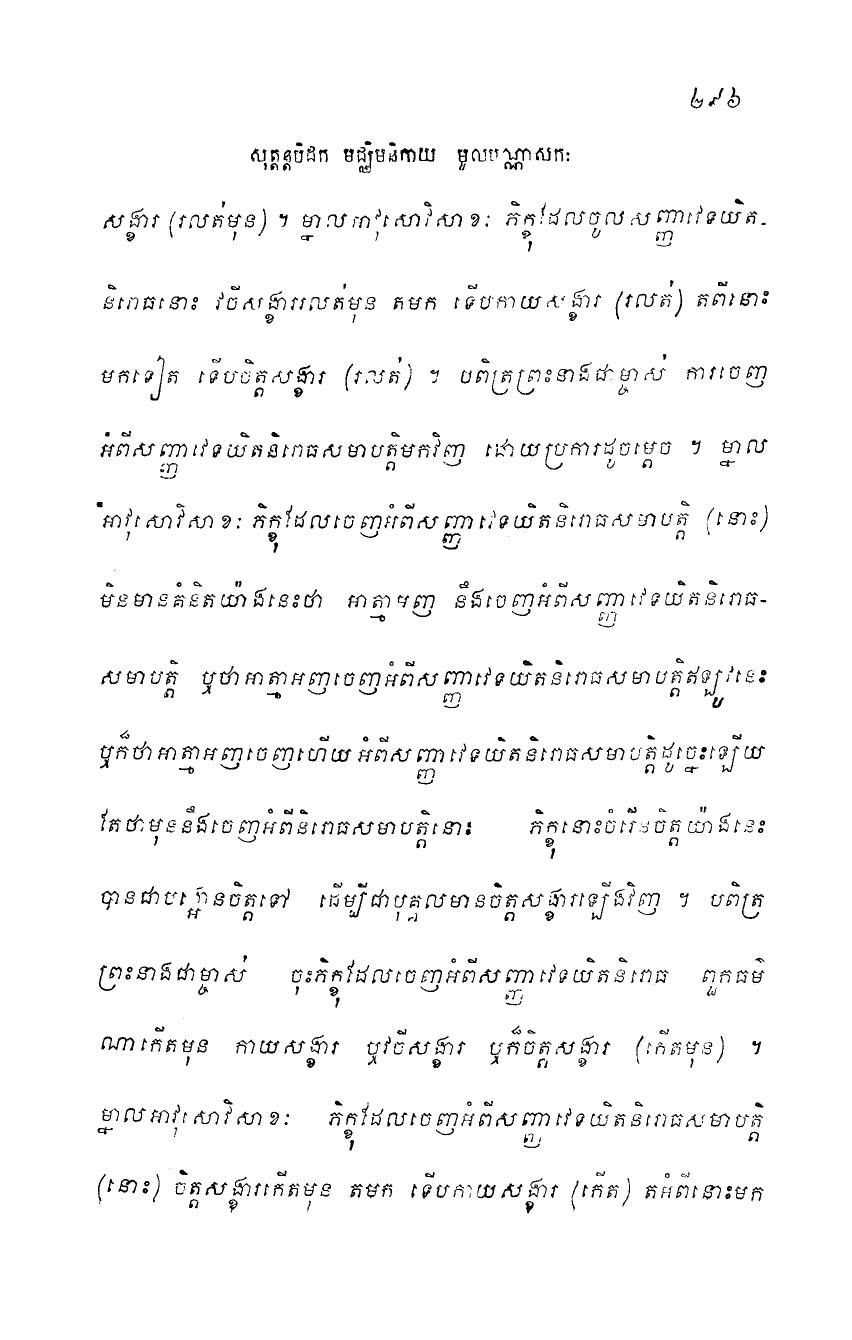 ២៩៦
សុត្តន្តបិដក មជ្ឈិមនិកាយ មូលបណ្ណាសកៈ
សង្ខារ (រលត់មុន) ។ ម្នាលអាវុសោវិសាខៈ ភិក្ខុដែលចូលសញ្ញាវេទយិត-
និរោធនោះ វចីសង្ខាររលត់មុន តមក ទើបកាយសង្ខារ (រលត់) តពីនោះ
មកទៀត ទើបចិត្តសង្ខារ (រលត់) ។ បពិត្រព្រះនាងជាម្ចាស់ ការចេញ
អំពីសញ្ញាវេទយិតនិរោធសមាបត្តិមកវិញ ដោយប្រការដូចម្តេច ។ ម្នាល
អាវុសោវិសាខៈ ភិក្ខុដែលចេញអំពីសញ្ញាវេទយិតនិរោធសមាបត្តិ (នោះ)
មិនមានគំនិតយ៉ាងនេះថា អាត្មាអញ នឹងចេញអំពីសញ្ញាវេទយិតនិរោធ-
សមាបត្តិ ឬថាអាត្មាអញចេញអំពីសញ្ញាវេទយិតនិរោធសមាបត្តិឥឡូវនេះ
ឬក៏ថាអាត្មាអញចេញហើយ អំពីសញ្ញាវេទយិតនិរោធសមាបត្តិដូច្នេះឡើយ
តែថាមុននឹងចេញអំពីនិរោធសមាបត្តិនោះ ភិក្ខុនោះចំរើនចិត្តយ៉ាងនេះ
បានជាបង្អោនចិត្តទៅ ដើម្បីជាបុគ្គលមានចិត្តសង្ខារឡើងវិញ ។ បពិត្រ
ព្រះនាងជាម្ចាស់ ចុះភិក្ខុដែលចេញអំពីសញ្ញាវេទយិតនិរោធ ពួកធម៌
ណាកើតមុន កាយសង្ខារ ឬវចីសង្ខារ ឬក៏ចិត្តសង្ខារ (កើតមុន) ។
ម្នាលអាវុសោវិសាខៈ ភិក្ខុដែលចេញអំពីសញ្ញាវេទយិតនិរោធសមាបត្តិ
(នោះ) ចិត្តសង្ខារកើតមុន តមក ទើបកាយសង្ខារ (កើត) តអំពីនោះមក